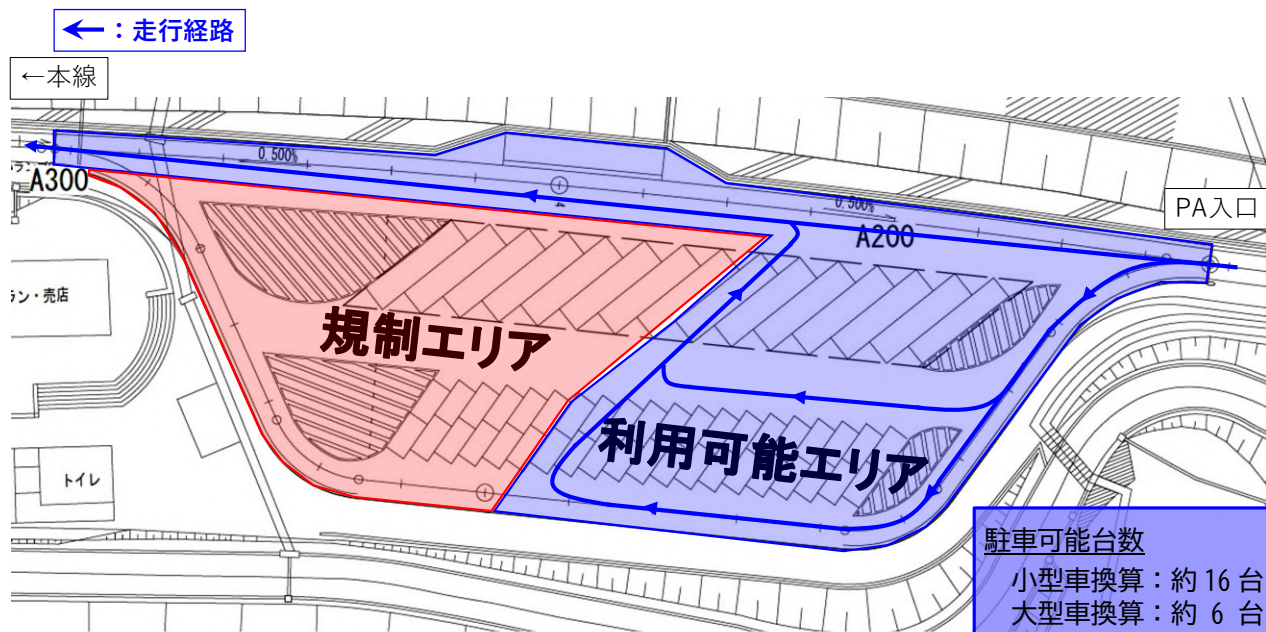 ←：走行経路
←本線
0.500%
A300
0.500%
A200
PA入口
ン・売店
規制エリア
利用可能エリア
トイレ
駐車可能台数
小型車換算：約 16 台
大型車換算：約 6 台